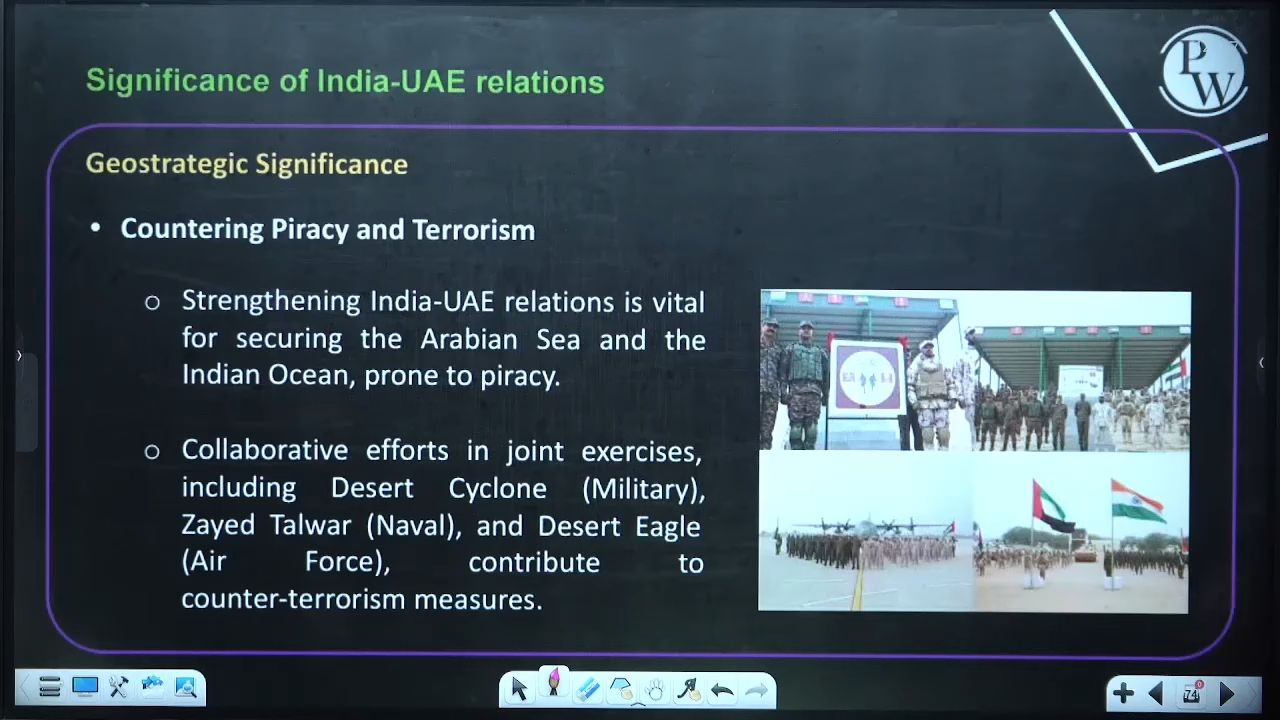 Significance of India-UAE relations
P
W
Geostrategic Significance
• Countering Piracy and Terrorism
o Strengthening India-UAE relations is vital
for securing the Arabian Sea and the
Indian Ocean, prone to piracy.
o Collaborative efforts in joint exercises,
including Desert Cyclone (Military),
Zayed Talwar (Naval), and Desert Eagle
(Air Force), contribute to
counter-terrorism measures.